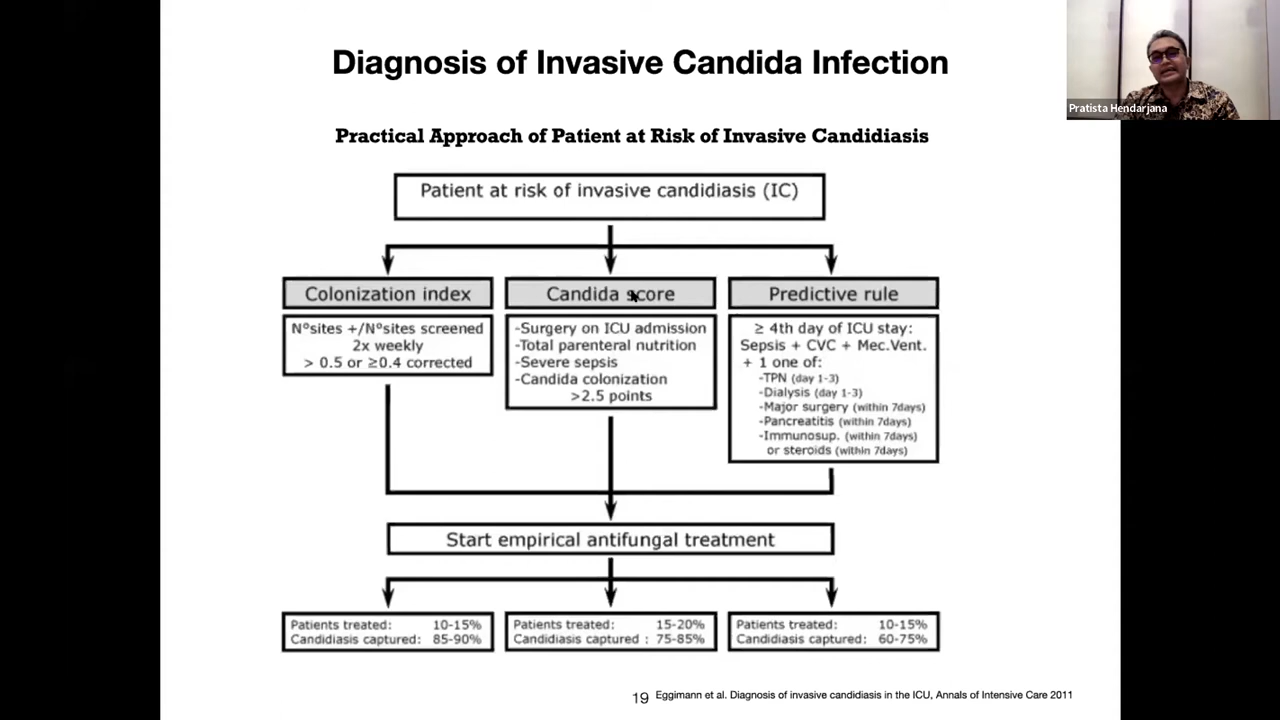 Diagnosis of Invasive Candida Infection
Pratista Hendarjana
Practical Approach of Patient at Risk of Invasive Candidiasis
Patient at risk of invasive candidiasis (IC)
Colonization index
N°sites +/N°sites screened
2x weekly
> 0.5 or ≥0.4 corrected
Candida score
-Surgery on ICU admission
-Total parenteral nutrition
-Severe sepsis
-Candida colonization
>2.5 points
Predictive rule
≥ 4th day of ICU stay:
Sepsis + CVC + Mec.Vent.
+ 1 one of:
-TPN (day 1-3)
-Dialysis (day 1-3)
-Major surgery (within 7days)
-Pancreatitis (within 7days)
-Immunosup. (within 7days)
or steroids (within 7days)
Start empirical antifungal treatment
Patients treated: 10-15%
Candidiasis captured: 85-90%
Patients treated: 15-20%
Candidiasis captured : 75-85%
Patients treated: 10-15%
Candidiasis captured: 60-75%
19 Eggimann et al. Diagnosis of invasive candidiasis in the ICU, Annals of Intensive Care 2011